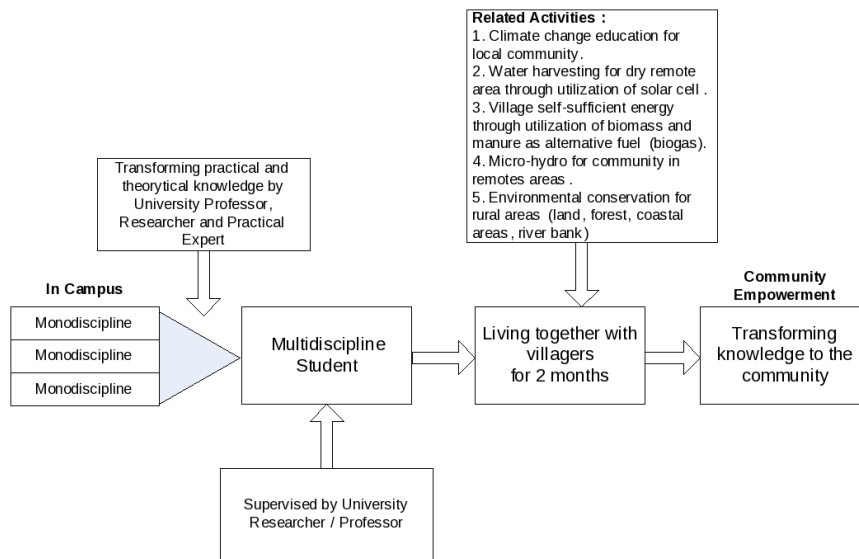 Related Activities :
1. Climate change education for
local community.
2. Water harvesting for dry remote
area through utilization of solar cell .
3. Village self-sufficient energy
through utilization of biomass and
manure as alternative fuel (biogas).
4. Micro-hydro for community in
remotes areas .
5. Environmental conservation for
rural areas (land, forest, coastal
areas, river bank)
Transforming practical and
theorytical knowledge by
University Professor,
Researcher and Practical
Expert
In Campus
Monodiscipline
Monodiscipline
Monodiscipline
Multidiscipline
Student
Living together with
villagers
for 2 months
Community
Empowerment
Transforming
knowledge to the
community
Supervised by University
Researcher / Professor